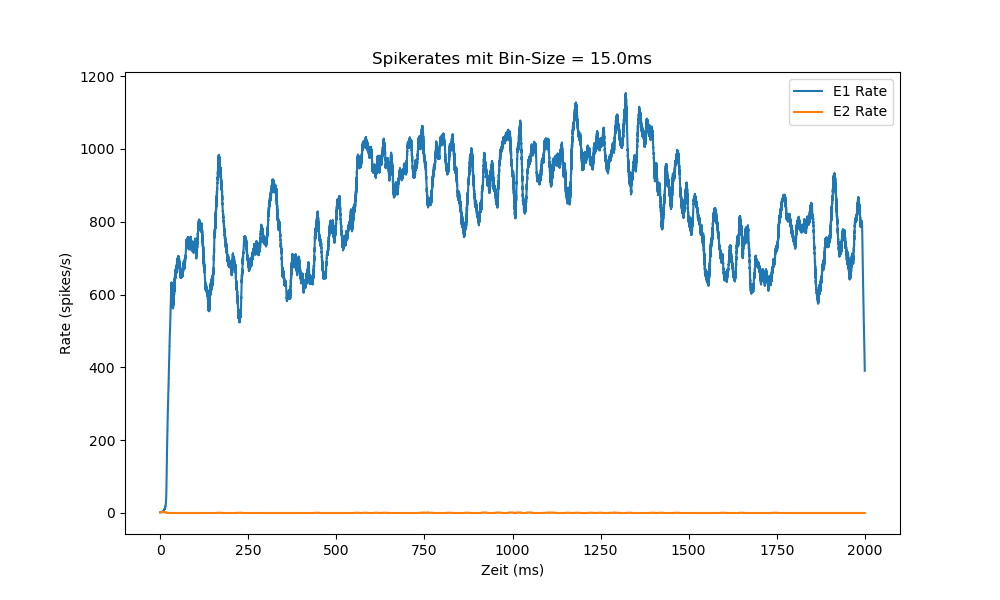 Spikerates mit Bin-Size = 15.0ms
E1 Rate
E2 Rate
1200
1000
800
600
400
200
0
Rate (spikes/s)
0 250 500 750 1000 1250 1500 1750 2000
Zeit (ms)